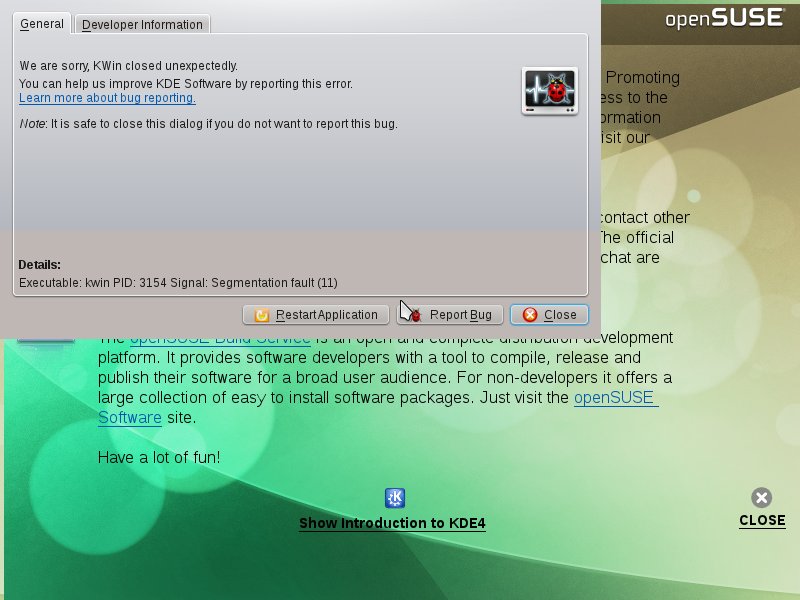 General
Developer Information
openSUSE
We are sorry, KWin closed unexpectedly.
You can help us improve KDE Software by reporting this error.
Learn more about bug reporting.
Note: It is safe to close this dialog if you do not want to report this bug.
Details:
Executable: kwin PID: 3154 Signal: Segmentation fault (11)
Restart Application
Report Bug
Close
Promoting
ess to the
ormation
isit our
contact other
The official
chat are
The openSUSE Build Service is an open and complete distribution development
platform. It provides software developers with a tool to compile, release and
publish their software for a broad user audience. For non-developers it offers a
large collection of easy to install software packages. Just visit the openSUSE
Software site.
Have a lot of fun!
Show Introduction to KDE4
CLOSE